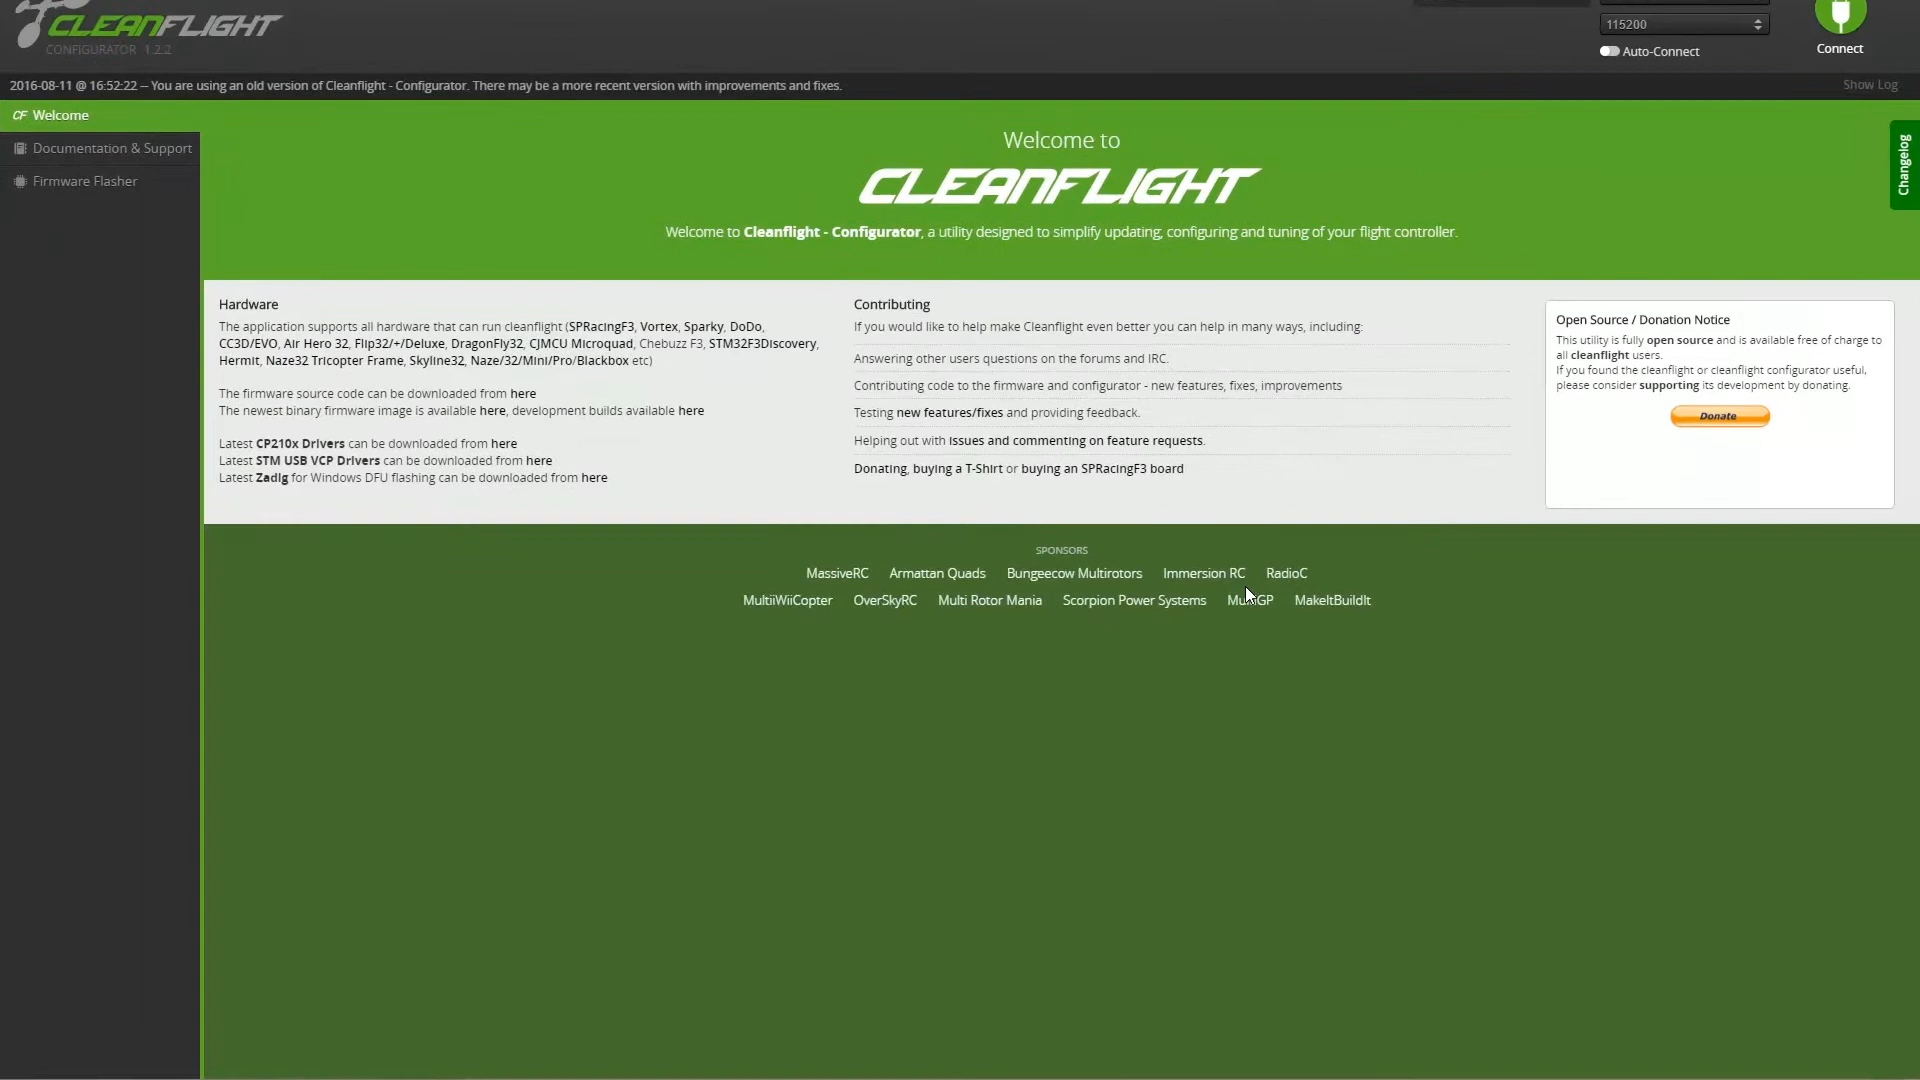 CLEANFLIGHT
CONFIGURATOR 1.2.2
115200
Auto-Connect
Connect
2016-08-11 @ 16:52:22 -- You are using an old version of Cleanflight - Configurator. There may be a more recent version with improvements and fixes.
Show Log
CF Welcome
Documentation & Support
Firmware Flasher
Changelog
Welcome to
CLEANFLIGHT
Welcome to Cleanflight - Configurator, a utility designed to simplify updating, configuring and tuning of your flight controller.
Hardware
The application supports all hardware that can run cleanflight (SPRacingF3, Vortex, Sparky, DoDo,
CC3D/EVO, Air Hero 32, Flip32/+/Deluxe, DragonFly32, CJMCU Microquad, Chebuzz F3, STM32F3Discovery,
Hermit, Naze32 Tricopter Frame, Skyline32, Naze/32/Mini/Pro/Blackbox etc)
The firmware source code can be downloaded from here
The newest binary firmware image is available here, development builds available here
Latest CP210x Drivers can be downloaded from here
Latest STM USB VCP Drivers can be downloaded from here
Latest Zadig for Windows DFU flashing can be downloaded from here
Contributing
If you would like to help make Cleanflight even better you can help in many ways, including:
Answering other users questions on the forums and IRC.
Contributing code to the firmware and configurator - new features, fixes, improvements
Testing new features/fixes and providing feedback.
Helping out with issues and commenting on feature requests.
Donating, buying a T-Shirt or buying an SPRacingF3 board
Open Source / Donation Notice
This utility is fully open source and is available free of charge to
all cleanflight users.
If you found the cleanflight or cleanflight configurator useful,
please consider supporting its development by donating.
Donate
SPONSORS
MassiveRC Armattan Quads Bungeecow Multirotors Immersion RC RadioC
MultiiWiiCopter OverSkyRC Multi Rotor Mania Scorpion Power Systems MakeItBuildIt